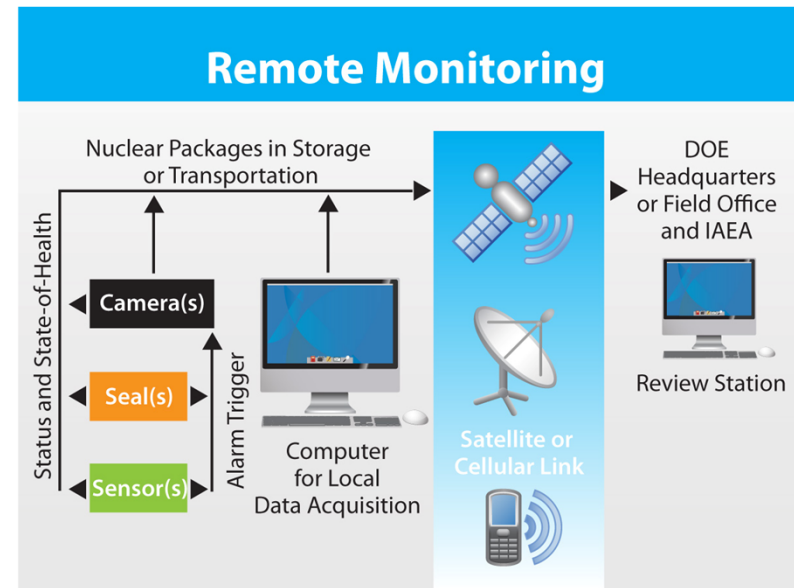 Remote Monitoring
Nuclear Packages in Storage
or Transportation
Status and State-of-Health
Camera(s)
Seal(s)
Sensor(s)
Alarm Trigger
Computer
for Local
Data Acquisition
Satellite or
Cellular Link
DOE
Headquarters
or Field Office
and IAEA
Review Station